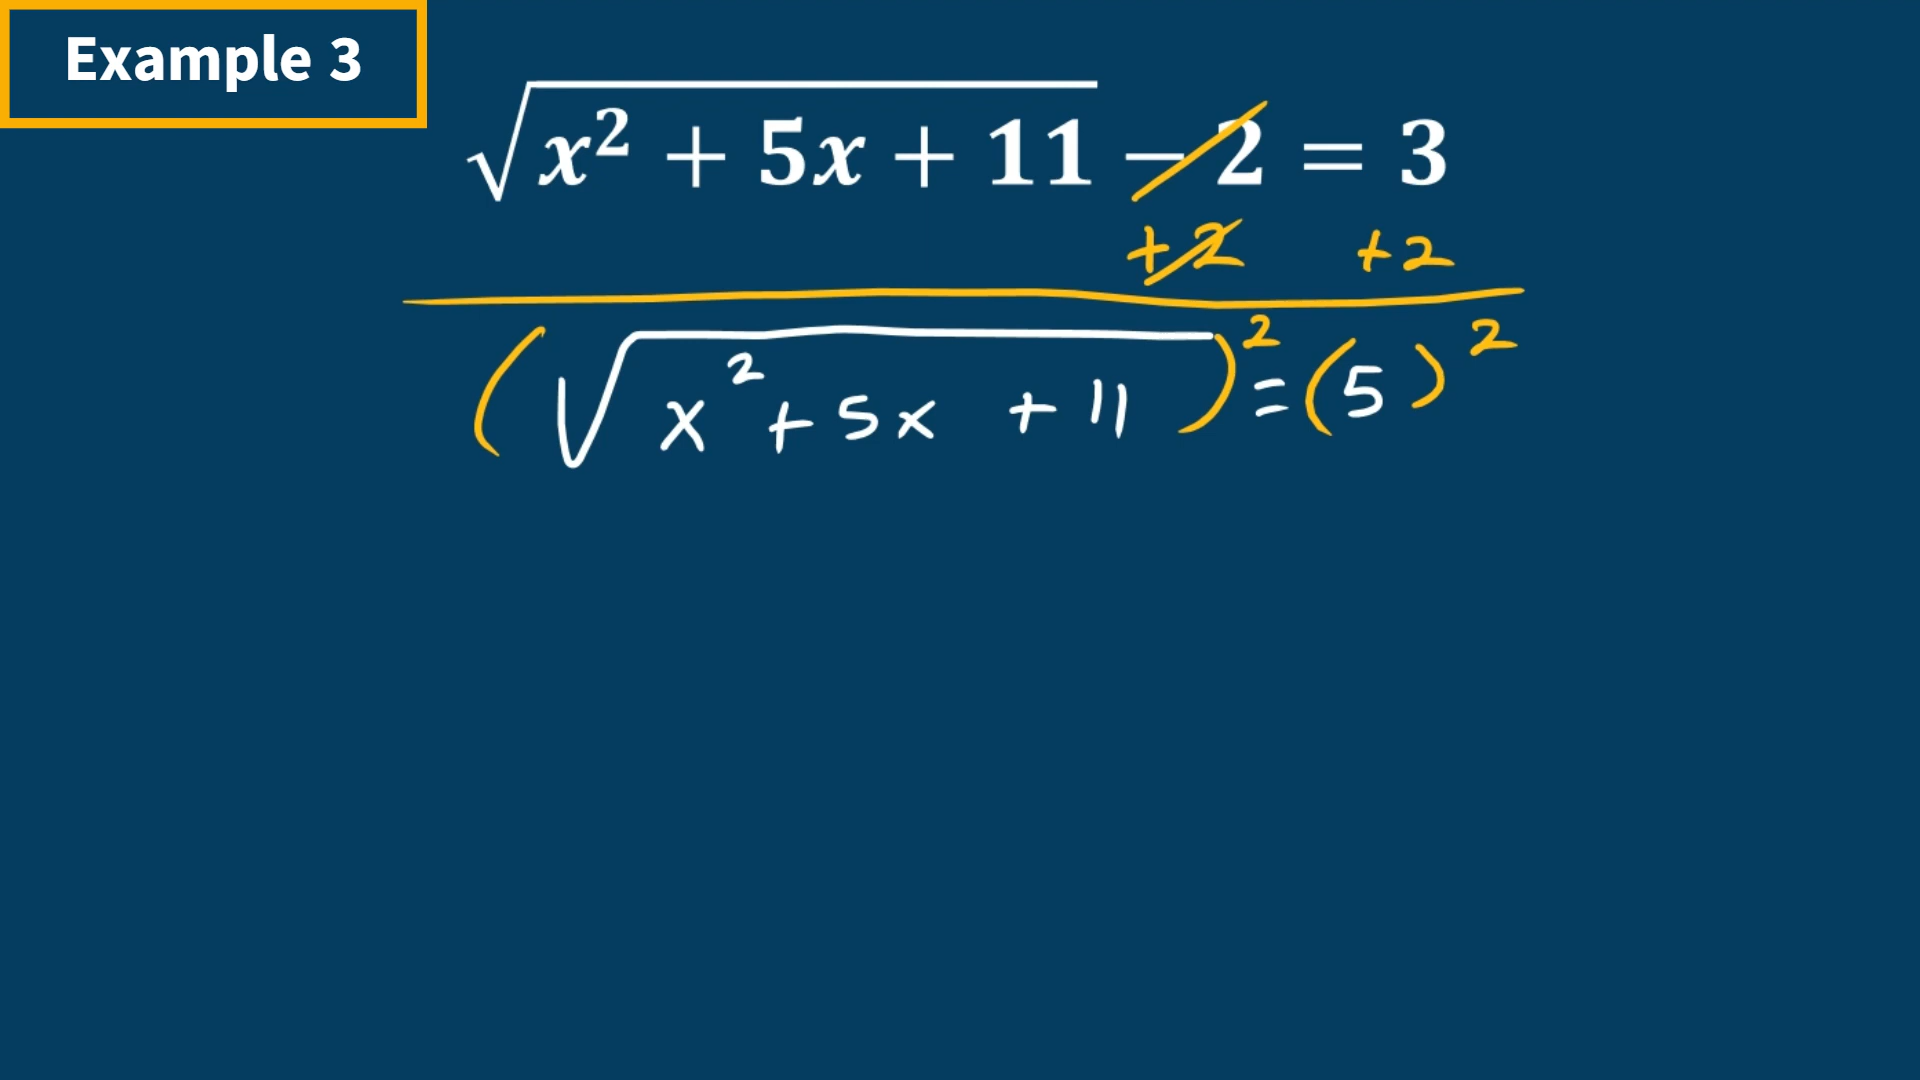 Example 3
√(x² + 5x + 11) − 2 = 3
+2 +2
(√(x² + 5x + 11))² = (5)²